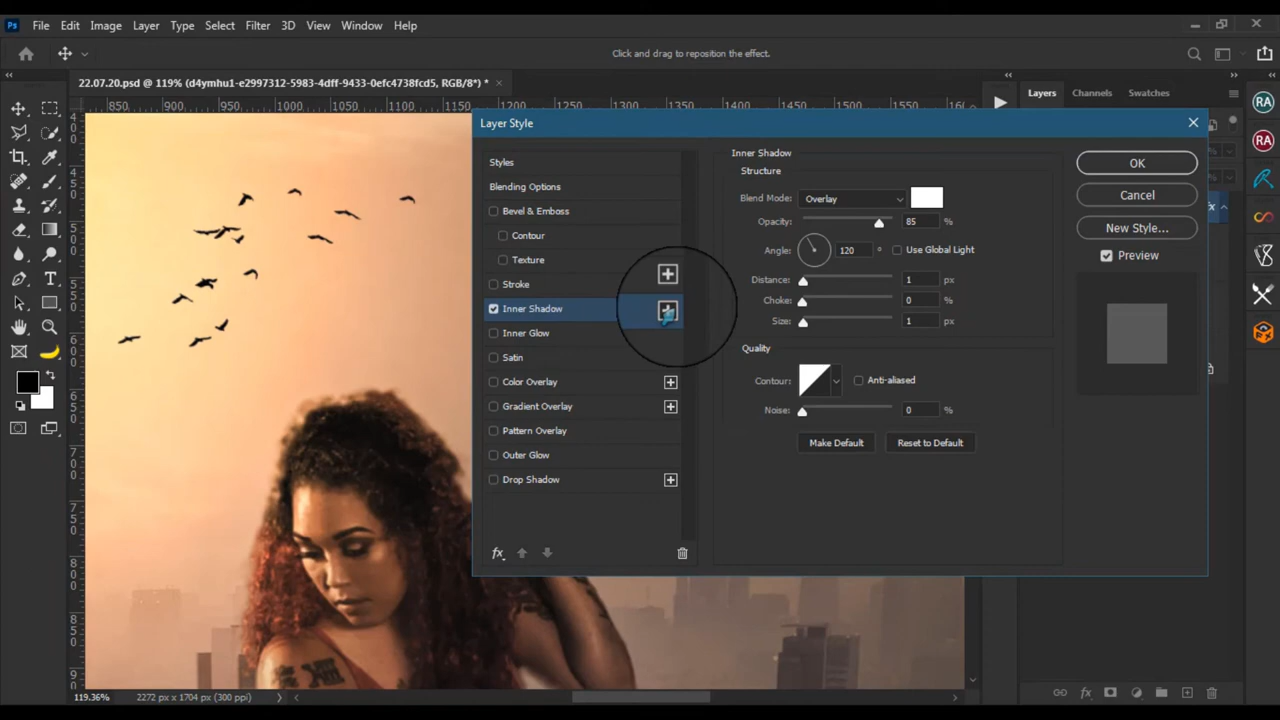 Ps File Edit Image Layer Type Select Filter 3D View Window Help
Click and drag to reposition the effect.
22.07.20.psd @ 119% (d4ymhu1-e2997312-5983-4dff-9433-0efc4738fcd5, RGB/8*) *
Layers Channels Swatches
850 900 950 1000 1050 1100 1150 1200 1250 1300 1350 1400 1450 1500 1550
Layer Style
Styles
Blending Options
Bevel & Emboss
Contour
Texture
Stroke
Inner Shadow
Inner Glow
Satin
Color Overlay
Gradient Overlay
Pattern Overlay
Outer Glow
Drop Shadow
fx
Inner Shadow
Structure
Blend Mode: Overlay
Opacity: 85 %
Angle: 120 ° Use Global Light
Distance: 1 px
Choke: 0 %
Size: 1 px
Quality
Contour: Anti-aliased
Noise: 0 %
Make Default Reset to Default
OK
Cancel
New Style...
Preview
RA
RA
fx
T
119.36% 2272 px x 1704 px (300 ppi)
fx